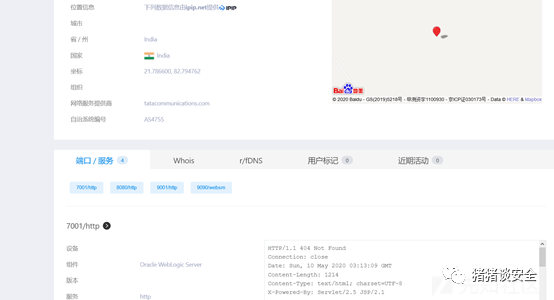 位置信息 下列数据信息由ipip.net提供 IPIP
城市
省 / 州 India
国家 India
坐标 21.786600, 82.794762
组织
网络服务提供商 tatacommunications.com
自治系统编号 AS4755
Bai 百度
© 2020 Baidu - GS(2019)5218号 - 甲测资字1100930 - 京ICP证030173号 - Data © HERE & Mapbox
端口 / 服务 4 Whois r/fDNS 用户标记 0 近期活动 0
7001/http 8080/http 9001/http 9090/websm
7001/http
设备
组件 Oracle WebLogic Server
版本
服务 http
HTTP/1.1 404 Not Found
Connection: close
Date: Sun, 10 May 2020 03:13:09 GMT
Content-Length: 1214
Content-Type: text/html; charset=UTF-8
X-Powered-By: Servlet/2.5 JSP/2.1
猪猪谈安全